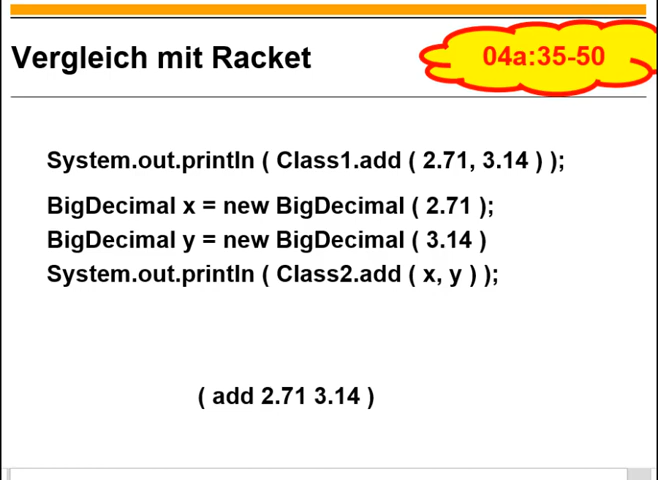 Vergleich mit Racket
04a:35-50
System.out.println ( Class1.add ( 2.71, 3.14 ) );
BigDecimal x = new BigDecimal ( 2.71 );
BigDecimal y = new BigDecimal ( 3.14 )
System.out.println ( Class2.add ( x, y ) );
( add 2.71 3.14 )